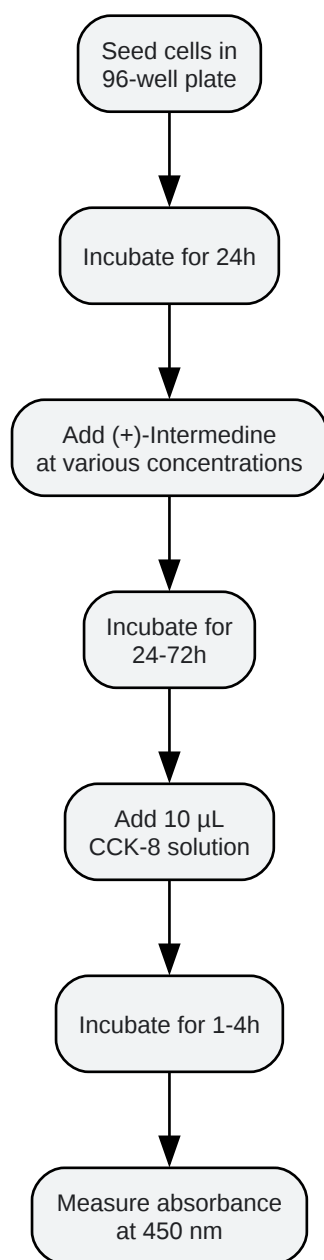 Seed cells in
96-well plate
Incubate for 24h
Add (+)-Intermedine
at various concentrations
Incubate for
24-72h
Add 10 µL
CCK-8 solution
Incubate for 1-4h
Measure absorbance
at 450 nm